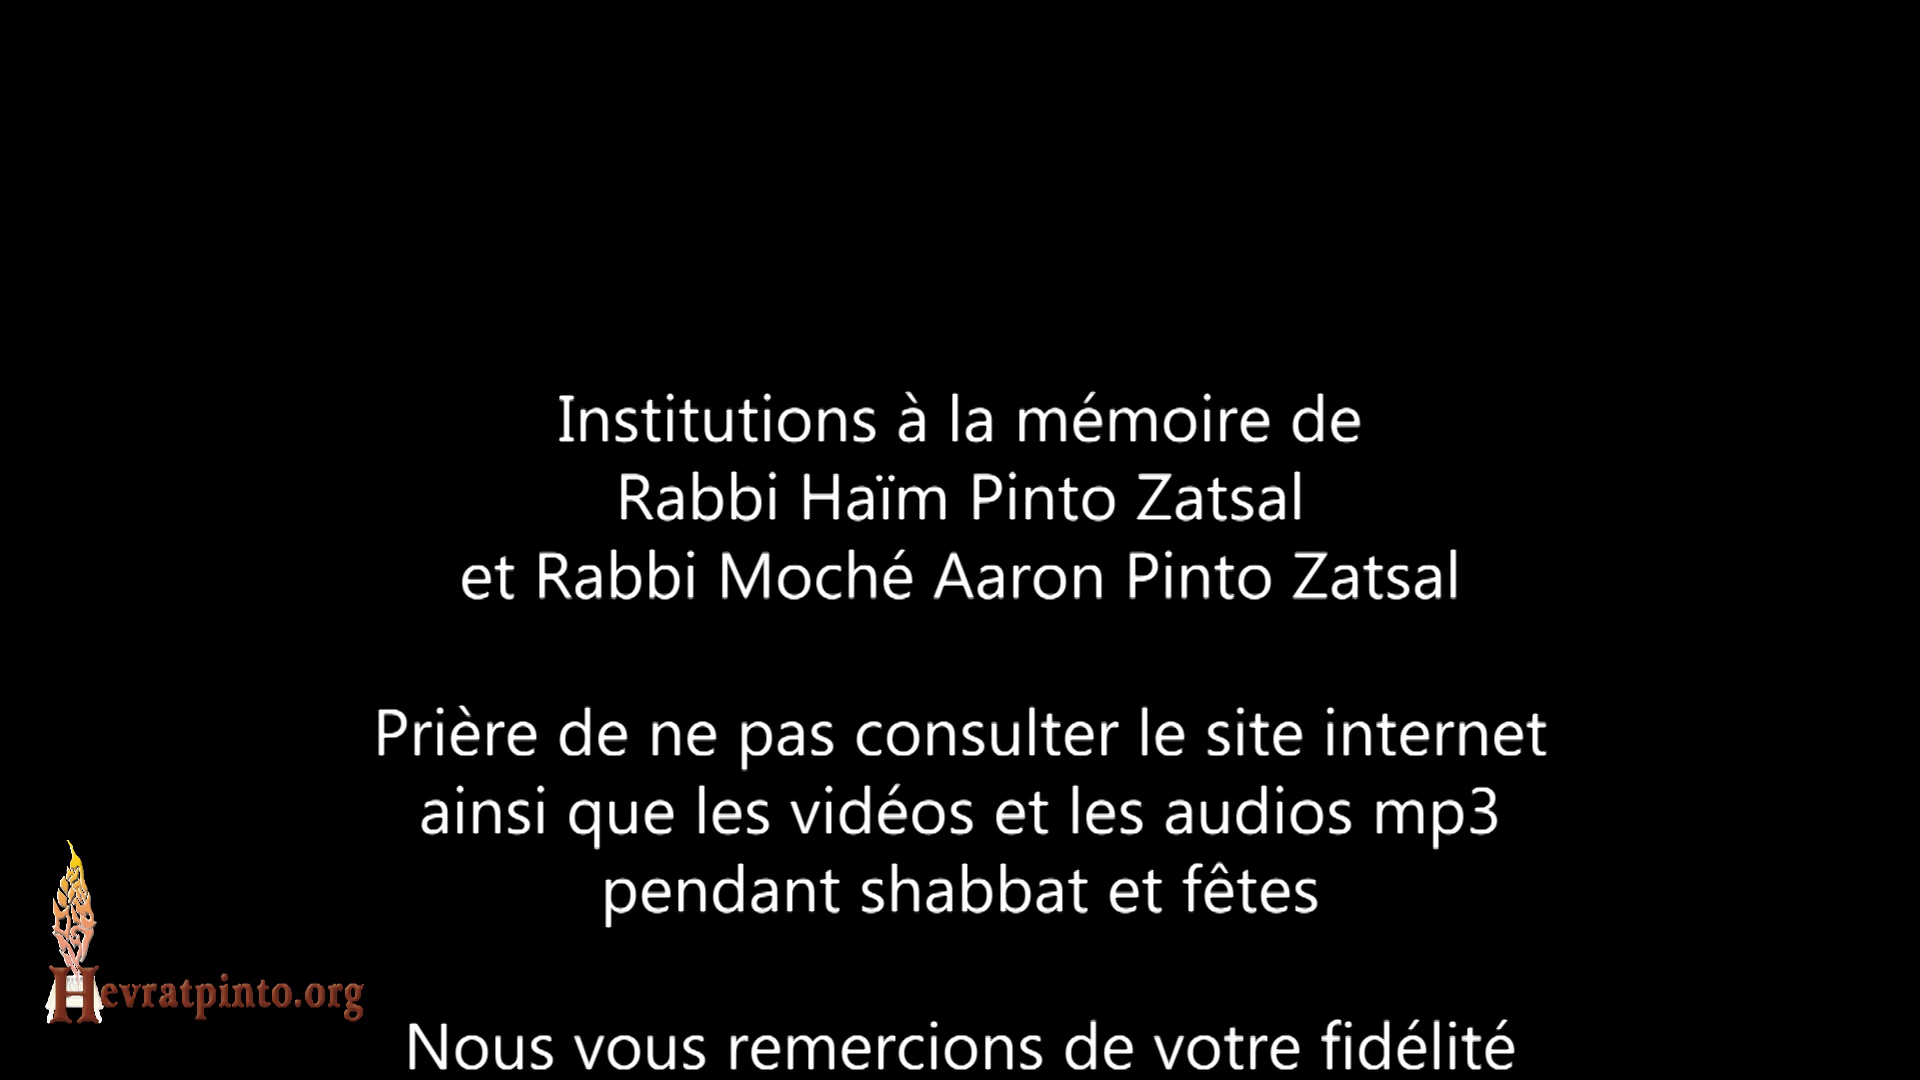 Institutions à la mémoire de
Rabbi Haïm Pinto Zatsal
et Rabbi Moché Aaron Pinto Zatsal
Prière de ne pas consulter le site internet
ainsi que les vidéos et les audios mp3
pendant shabbat et fêtes
Hevratpinto.org
Nous vous remercions de votre fidélité